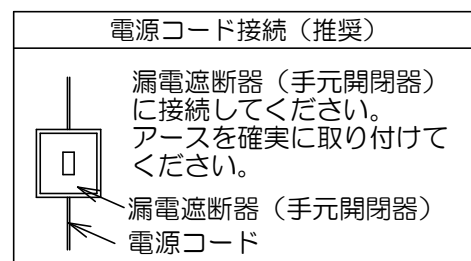 電源コード接続（推奨）
漏電遮断器（手元開閉器）
に接続してください。
アースを確実に取り付けて
ください。
漏電遮断器（手元開閉器）
電源コード